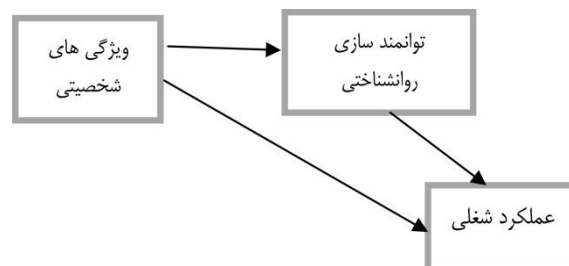 ویژگی های
شخصیتی
توانمند سازی
روانشناختی
عملکرد شغلی